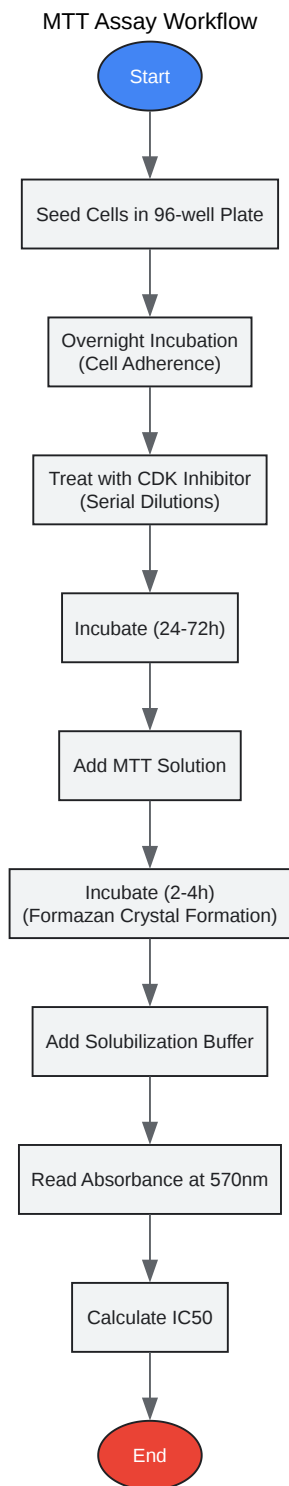 MTT Assay Workflow
Start
Seed Cells in 96-well Plate
Overnight Incubation
(Cell Adherence)
Treat with CDK Inhibitor
(Serial Dilutions)
Incubate (24-72h)
Add MTT Solution
Incubate (2-4h)
(Formazan Crystal Formation)
Add Solubilization Buffer
Read Absorbance at 570nm
Calculate IC50
End